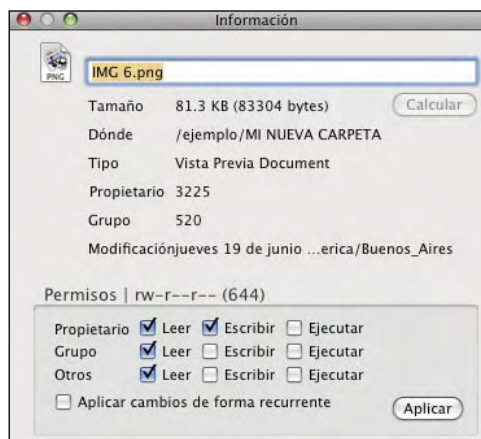 Información
PNG
IMG 6.png
Tamaño 81.3 KB (83304 bytes) Calcular
Dónde /ejemplo/MI NUEVA CARPETA
Tipo Vista Previa Document
Propietario 3225
Grupo 520
Modificaciónjueves 19 de junio ...erica/Buenos_Aires
Permisos | rw-r--r-- (644)
Propietario Leer Escribir Ejecutar
Grupo Leer Escribir Ejecutar
Otros Leer Escribir Ejecutar
Aplicar cambios de forma recurrente Aplicar